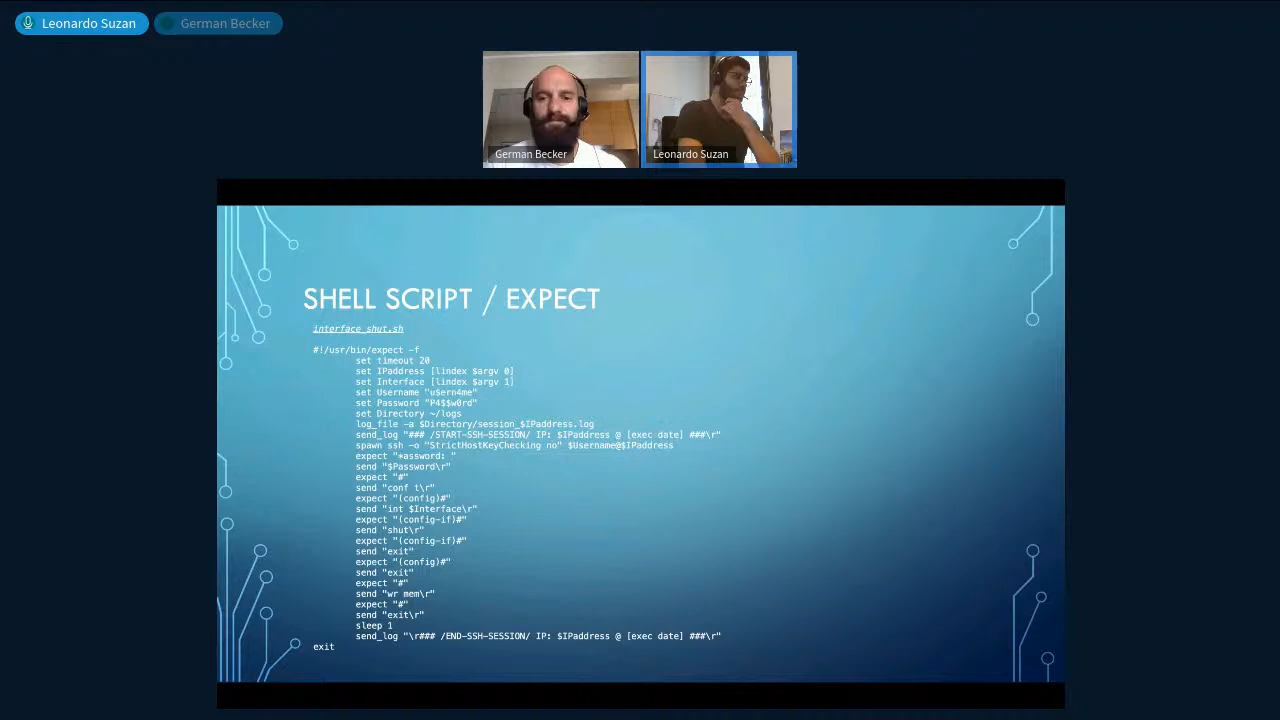 Leonardo Suzan
German Becker
German Becker
Leonardo Suzan
SHELL SCRIPT / EXPECT
interface_shut.sh
#!/usr/bin/expect -f
set timeout 20
set IPaddress [lindex $argv 0]
set Interface [lindex $argv 1]
set Username "u$ern4me"
set Password "P4$$w0rd"
set Directory ~/logs
log_file -a $Directory/session_$IPaddress.log
send_log "### /START-SSH-SESSION/ IP: $IPaddress @ [exec date] ###\r"
spawn ssh -o "StrictHostKeyChecking no" $Username@$IPaddress
expect "*assword: "
send "$Password\r"
expect "#"
send "conf t\r"
expect "(config)#"
send "int $Interface\r"
expect "(config-if)#"
send "shut\r"
expect "(config-if)#"
send "exit"
expect "(config)#"
send "exit"
expect "#"
send "wr mem\r"
expect "#"
send "exit\r"
sleep 1
send_log "\r### /END-SSH-SESSION/ IP: $IPaddress @ [exec date] ###\r"
exit